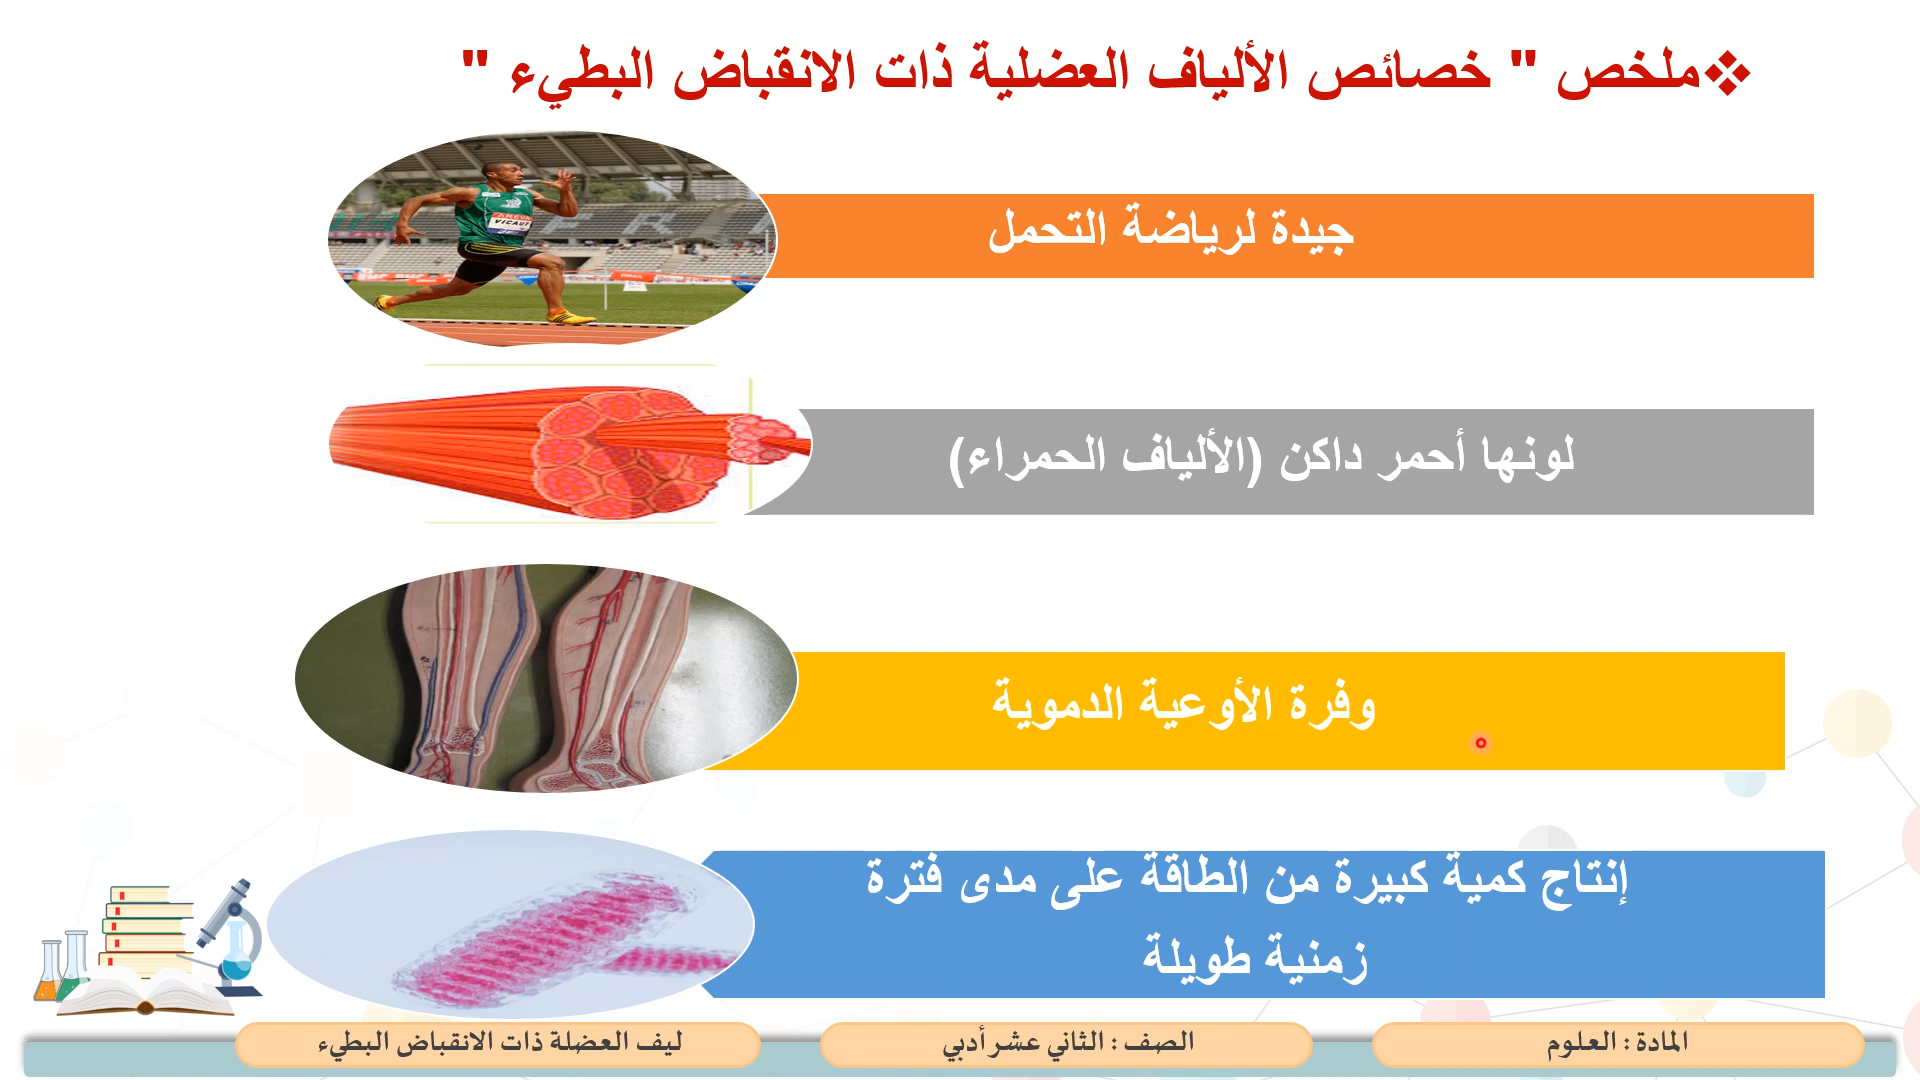 ❖ملخص " خصائص الألياف العضلية ذات الانقباض البطيء "
جيدة لرياضة التحمل
VICAUT
لونها أحمر داكن (الألياف الحمراء)
وفرة الأوعية الدموية
إنتاج كمية كبيرة من الطاقة على مدى فترة
زمنية طويلة
المادة : العلوم
الصف : الثاني عشر أدبي
ليف العضلة ذات الانقباض البطيء